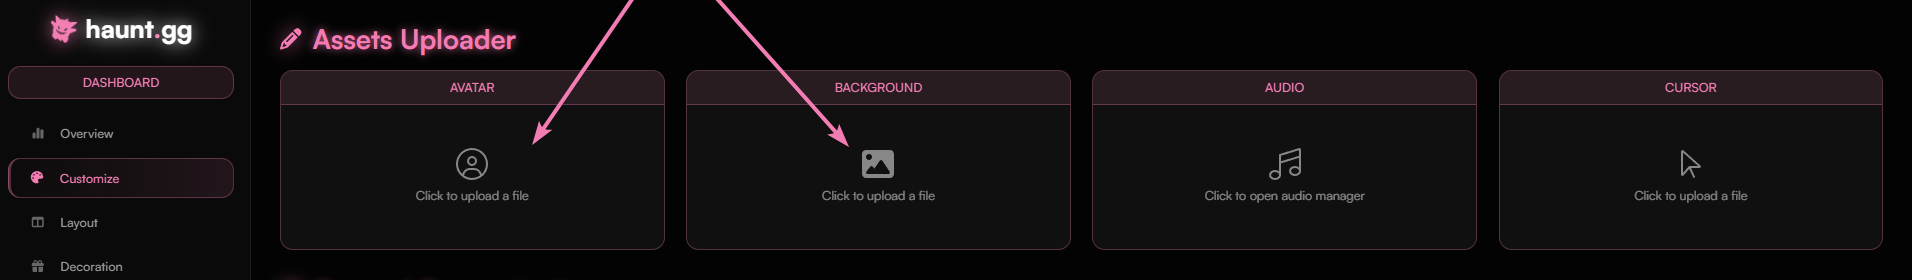 haunt.gg
DASHBOARD
Overview
Customize
Layout
Decoration
Assets Uploader
AVATAR
Click to upload a file
BACKGROUND
Click to upload a file
AUDIO
Click to open audio manager
CURSOR
Click to upload a file